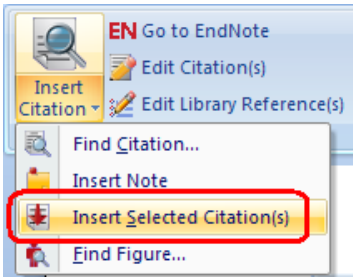 EN Go to EndNote
Edit Citation(s)
Insert
Citation
Edit Library Reference(s)
Find Citation...
Insert Note
Insert Selected Citation(s)
Find Figure...